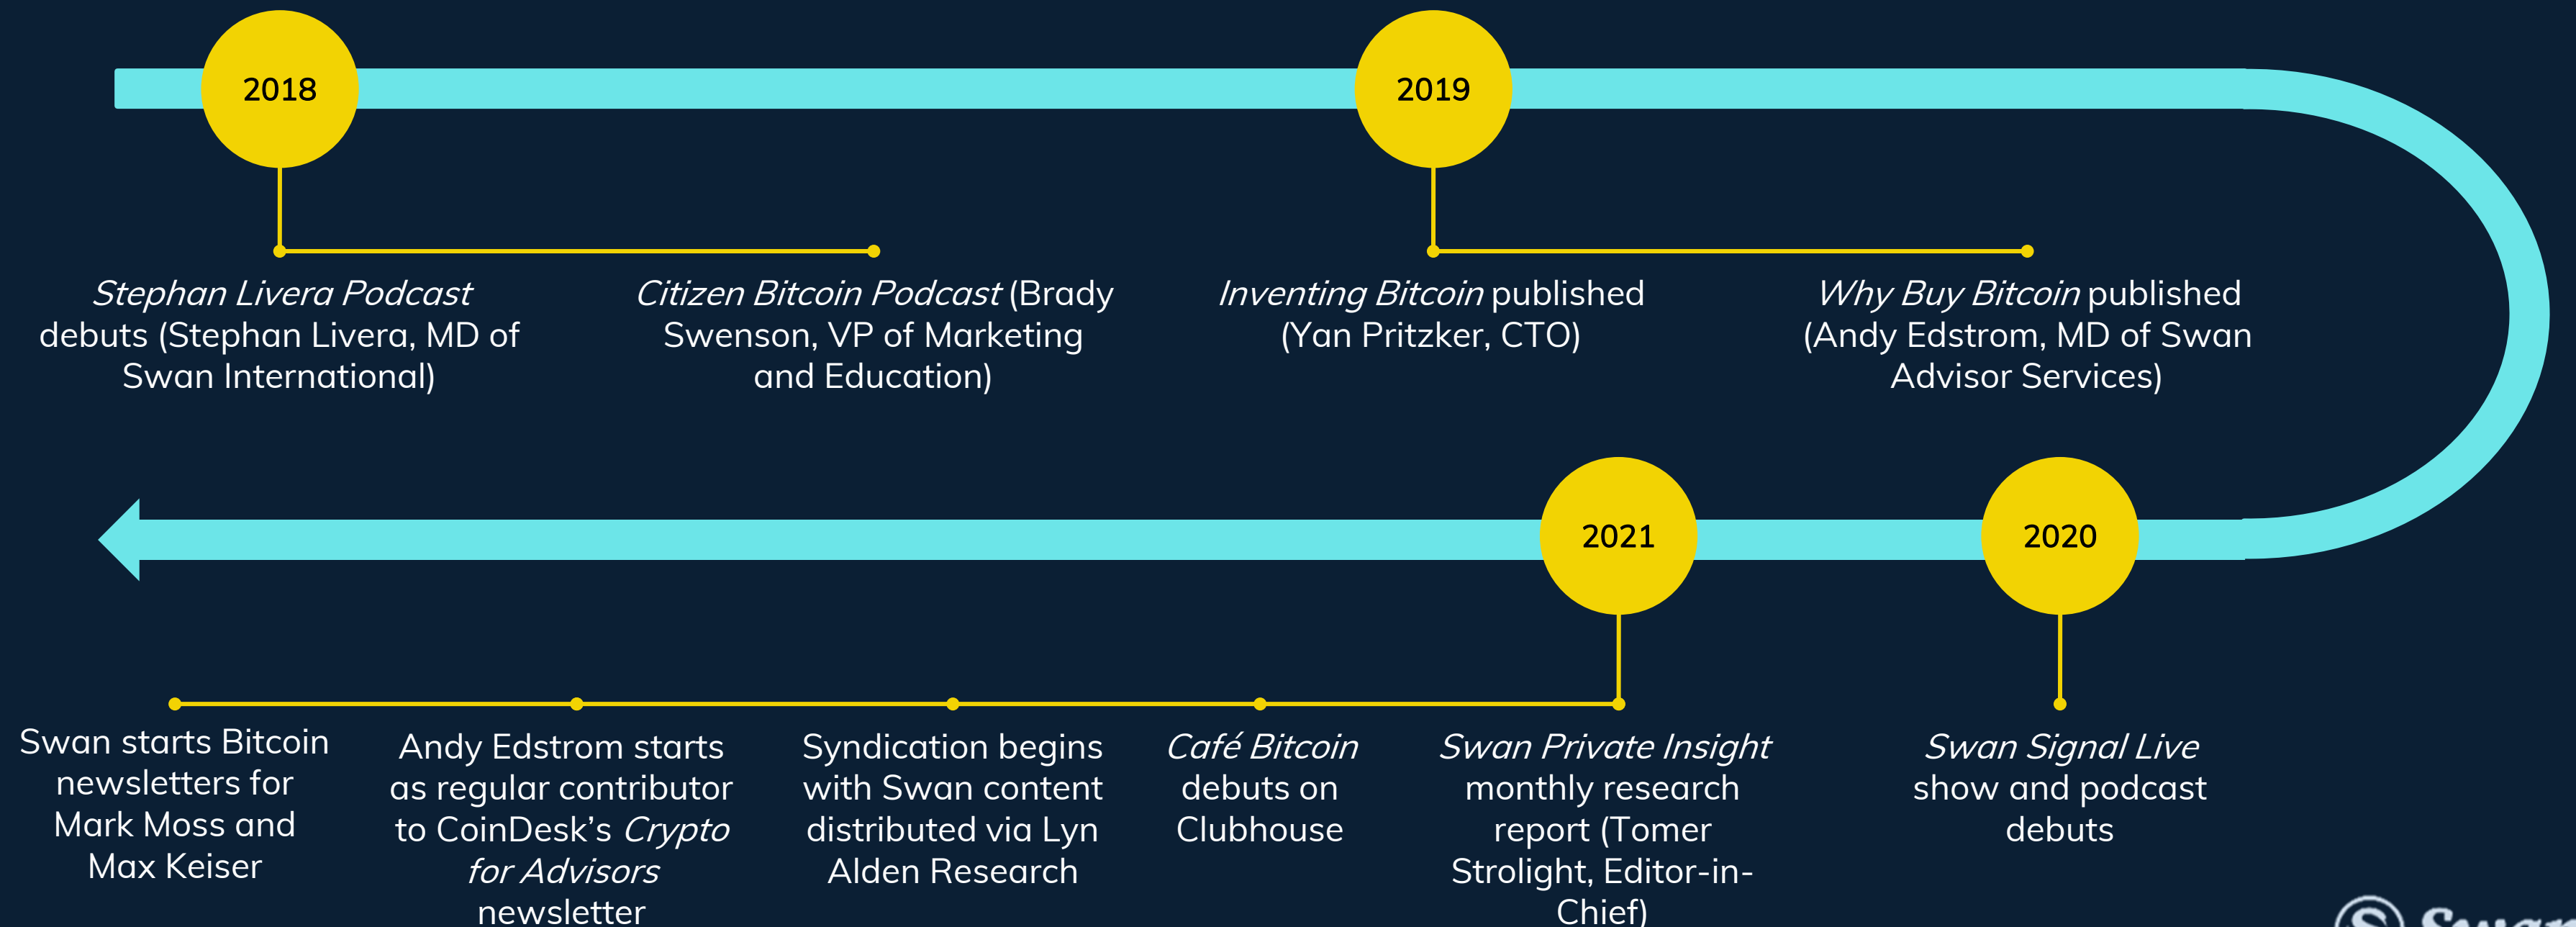 2018
2019
Stephan Livera Podcast
debuts (Stephan Livera, MD of
Swan International)
Citizen Bitcoin Podcast (Brady
Swenson, VP of Marketing
and Education)
Inventing Bitcoin published
(Yan Pritzker, CTO)
Why Buy Bitcoin published
(Andy Edstrom, MD of Swan
Advisor Services)
2020
Swan Signal Live
show and podcast
debuts
2021
Swan Private Insight
monthly research
report (Tomer
Strolight, Editor-in-
Chief)
Café Bitcoin
debuts on
Clubhouse
Syndication begins
with Swan content
distributed via Lyn
Alden Research
Andy Edstrom starts
as regular contributor
to CoinDesk’s Crypto
for Advisors
newsletter
Swan starts Bitcoin
newsletters for
Mark Moss and
Max Keiser